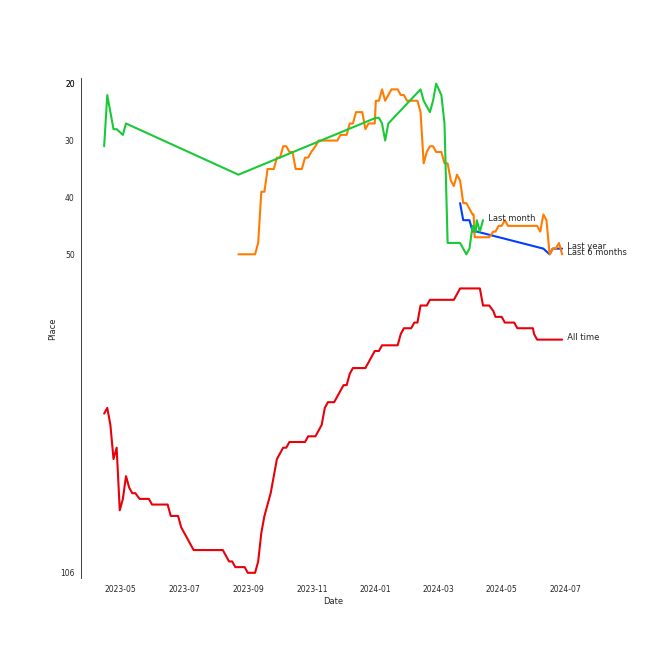 20
30
40
50
106
Place
Last month
Last year
Last 6 months
All time
2023-05
2023-07
2023-09
2023-11
2024-01
2024-03
2024-05
2024-07
Date